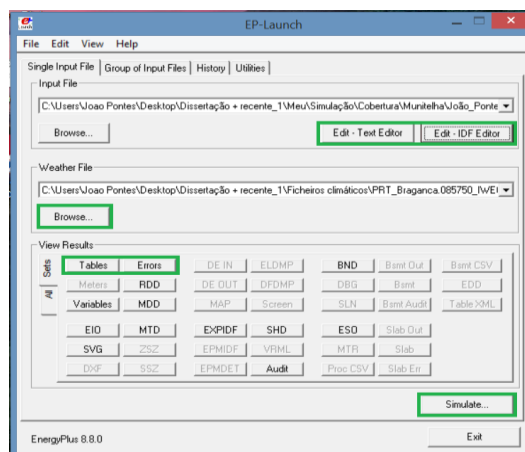 EP-Launch
File Edit View Help
Single Input File Group of Input Files History Utilities
Input File
C:\Users\Joao Pontes\Desktop\Dissertação + recente_1\Meu\Simulação\Cobertura\Munitelha\João_Ponte
Browse... Edit - Text Editor Edit - IDF Editor
Weather File
C:\Users\Joao Pontes\Desktop\Dissertação + recente_1\Ficheiros climáticos\PRT_Braganca.085750_IWE
Browse...
View Results
Sets Tables Errors DE IN ELDMP BND Bsmt Out Bsmt CSV
All Meters RDD DE OUT DFDMP DBG Bsmt EDD
Variables MDD MAP Screen SLN Bsmt Audit Table XML
EIO MTD EXPIDF SHD ESO Slab Out
SVG ZSZ EPMIDF VRML MTR Slab
DXF SSZ EPMDET Audit Proc CSV Slab Err
Simulate...
EnergyPlus 8.8.0 Exit